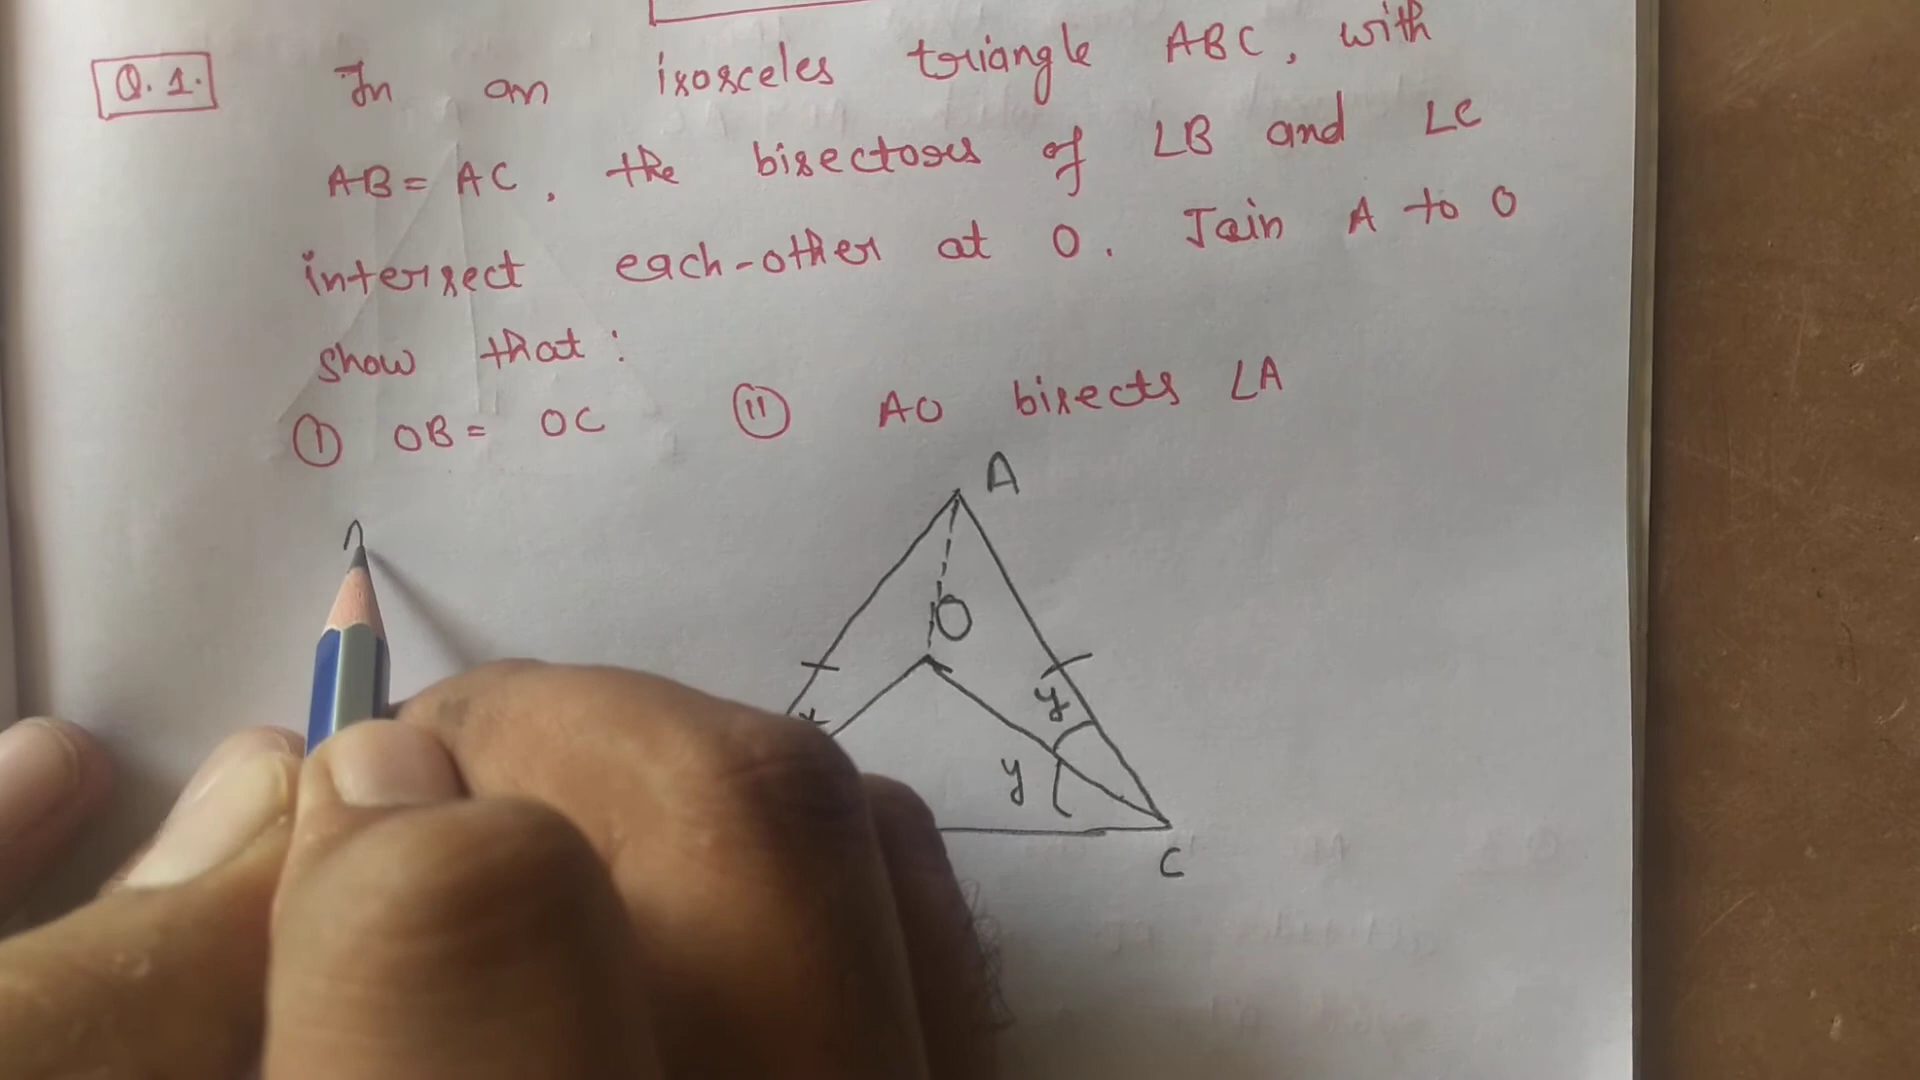 Q.1. In an isosceles triangle ABC, with
AB = AC, the bisectors of ∠B and ∠C
intersect each-other at O. Join A to O
show that :
(i) OB = OC (ii) AO bisects ∠A
A
O
x
y
y
C